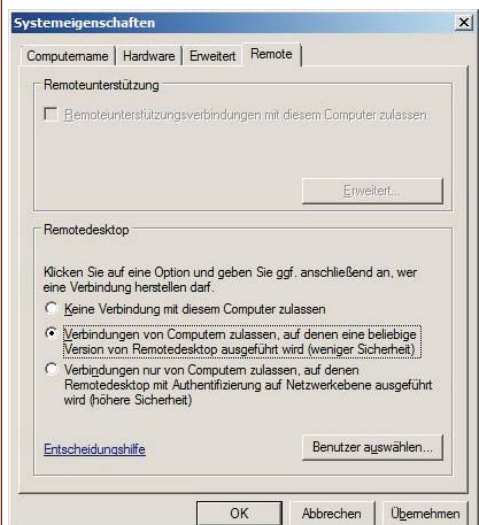 Systemeigenschaften
Computername Hardware Erweitert Remote
Remoteunterstützung
Remoteunterstützungsverbindungen mit diesem Computer zulassen
Erweitert...
Remotedesktop
Klicken Sie auf eine Option und geben Sie ggf. anschließend an, wer
eine Verbindung herstellen darf.
Keine Verbindung mit diesem Computer zulassen
Verbindungen von Computern zulassen, auf denen eine beliebige
Version von Remotedesktop ausgeführt wird (weniger Sicherheit)
Verbindungen nur von Computern zulassen, auf denen
Remotedesktop mit Authentifizierung auf Netzwerkebene ausgeführt
wird (höhere Sicherheit)
Entscheidungshilfe
Benutzer auswählen...
OK Abbrechen Übernehmen